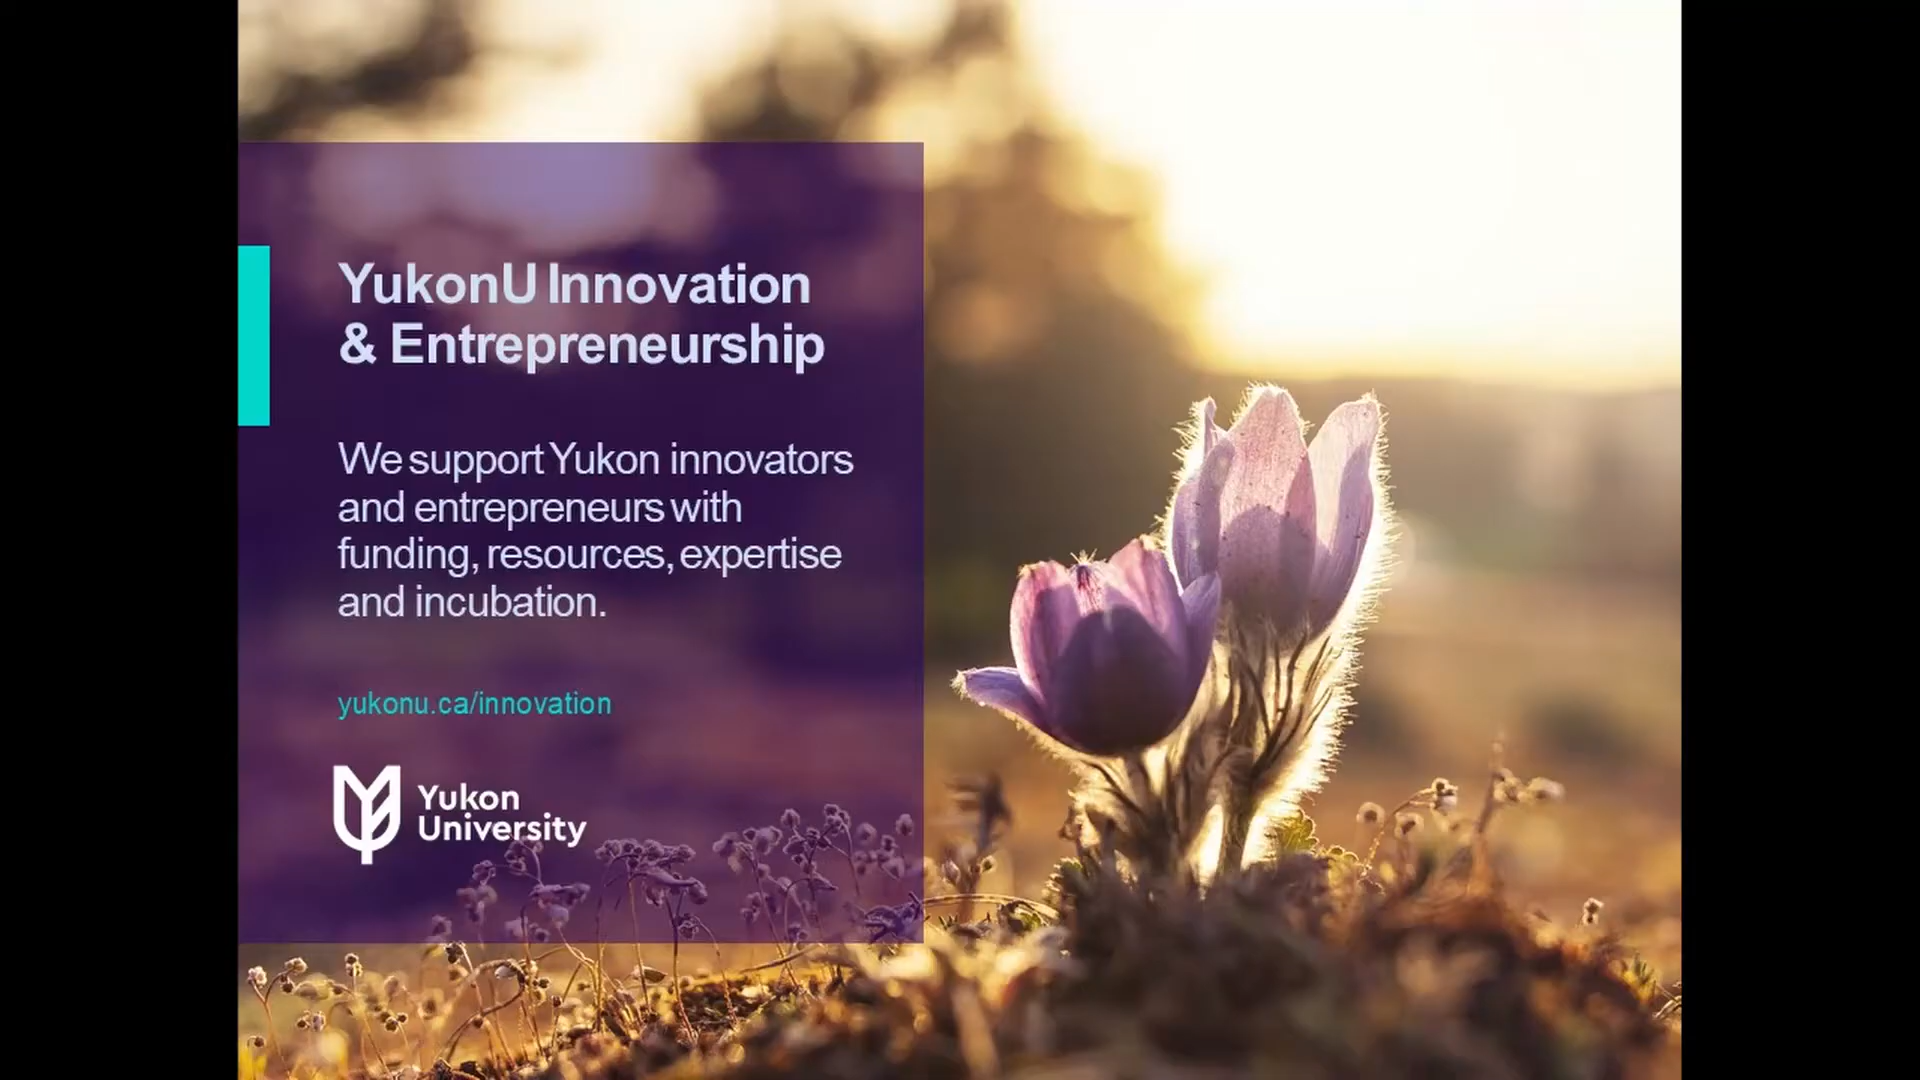 YukonU Innovation
& Entrepreneurship
We support Yukon innovators
and entrepreneurs with
funding, resources, expertise
and incubation.
yukonu.ca/innovation
Yukon
University